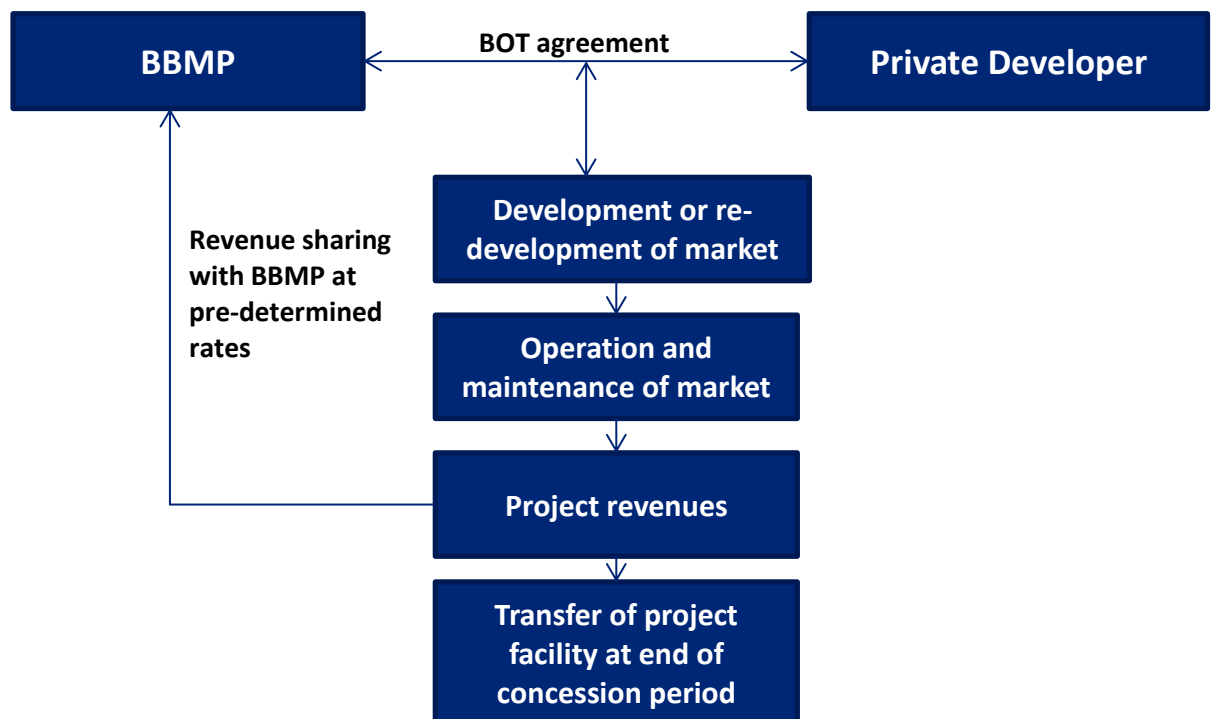 BBMP
BOT agreement
Private Developer
Development or re-
development of market
Revenue sharing
with BBMP at
pre-determined
rates
Operation and
maintenance of market
Project revenues
Transfer of project
facility at end of
concession period